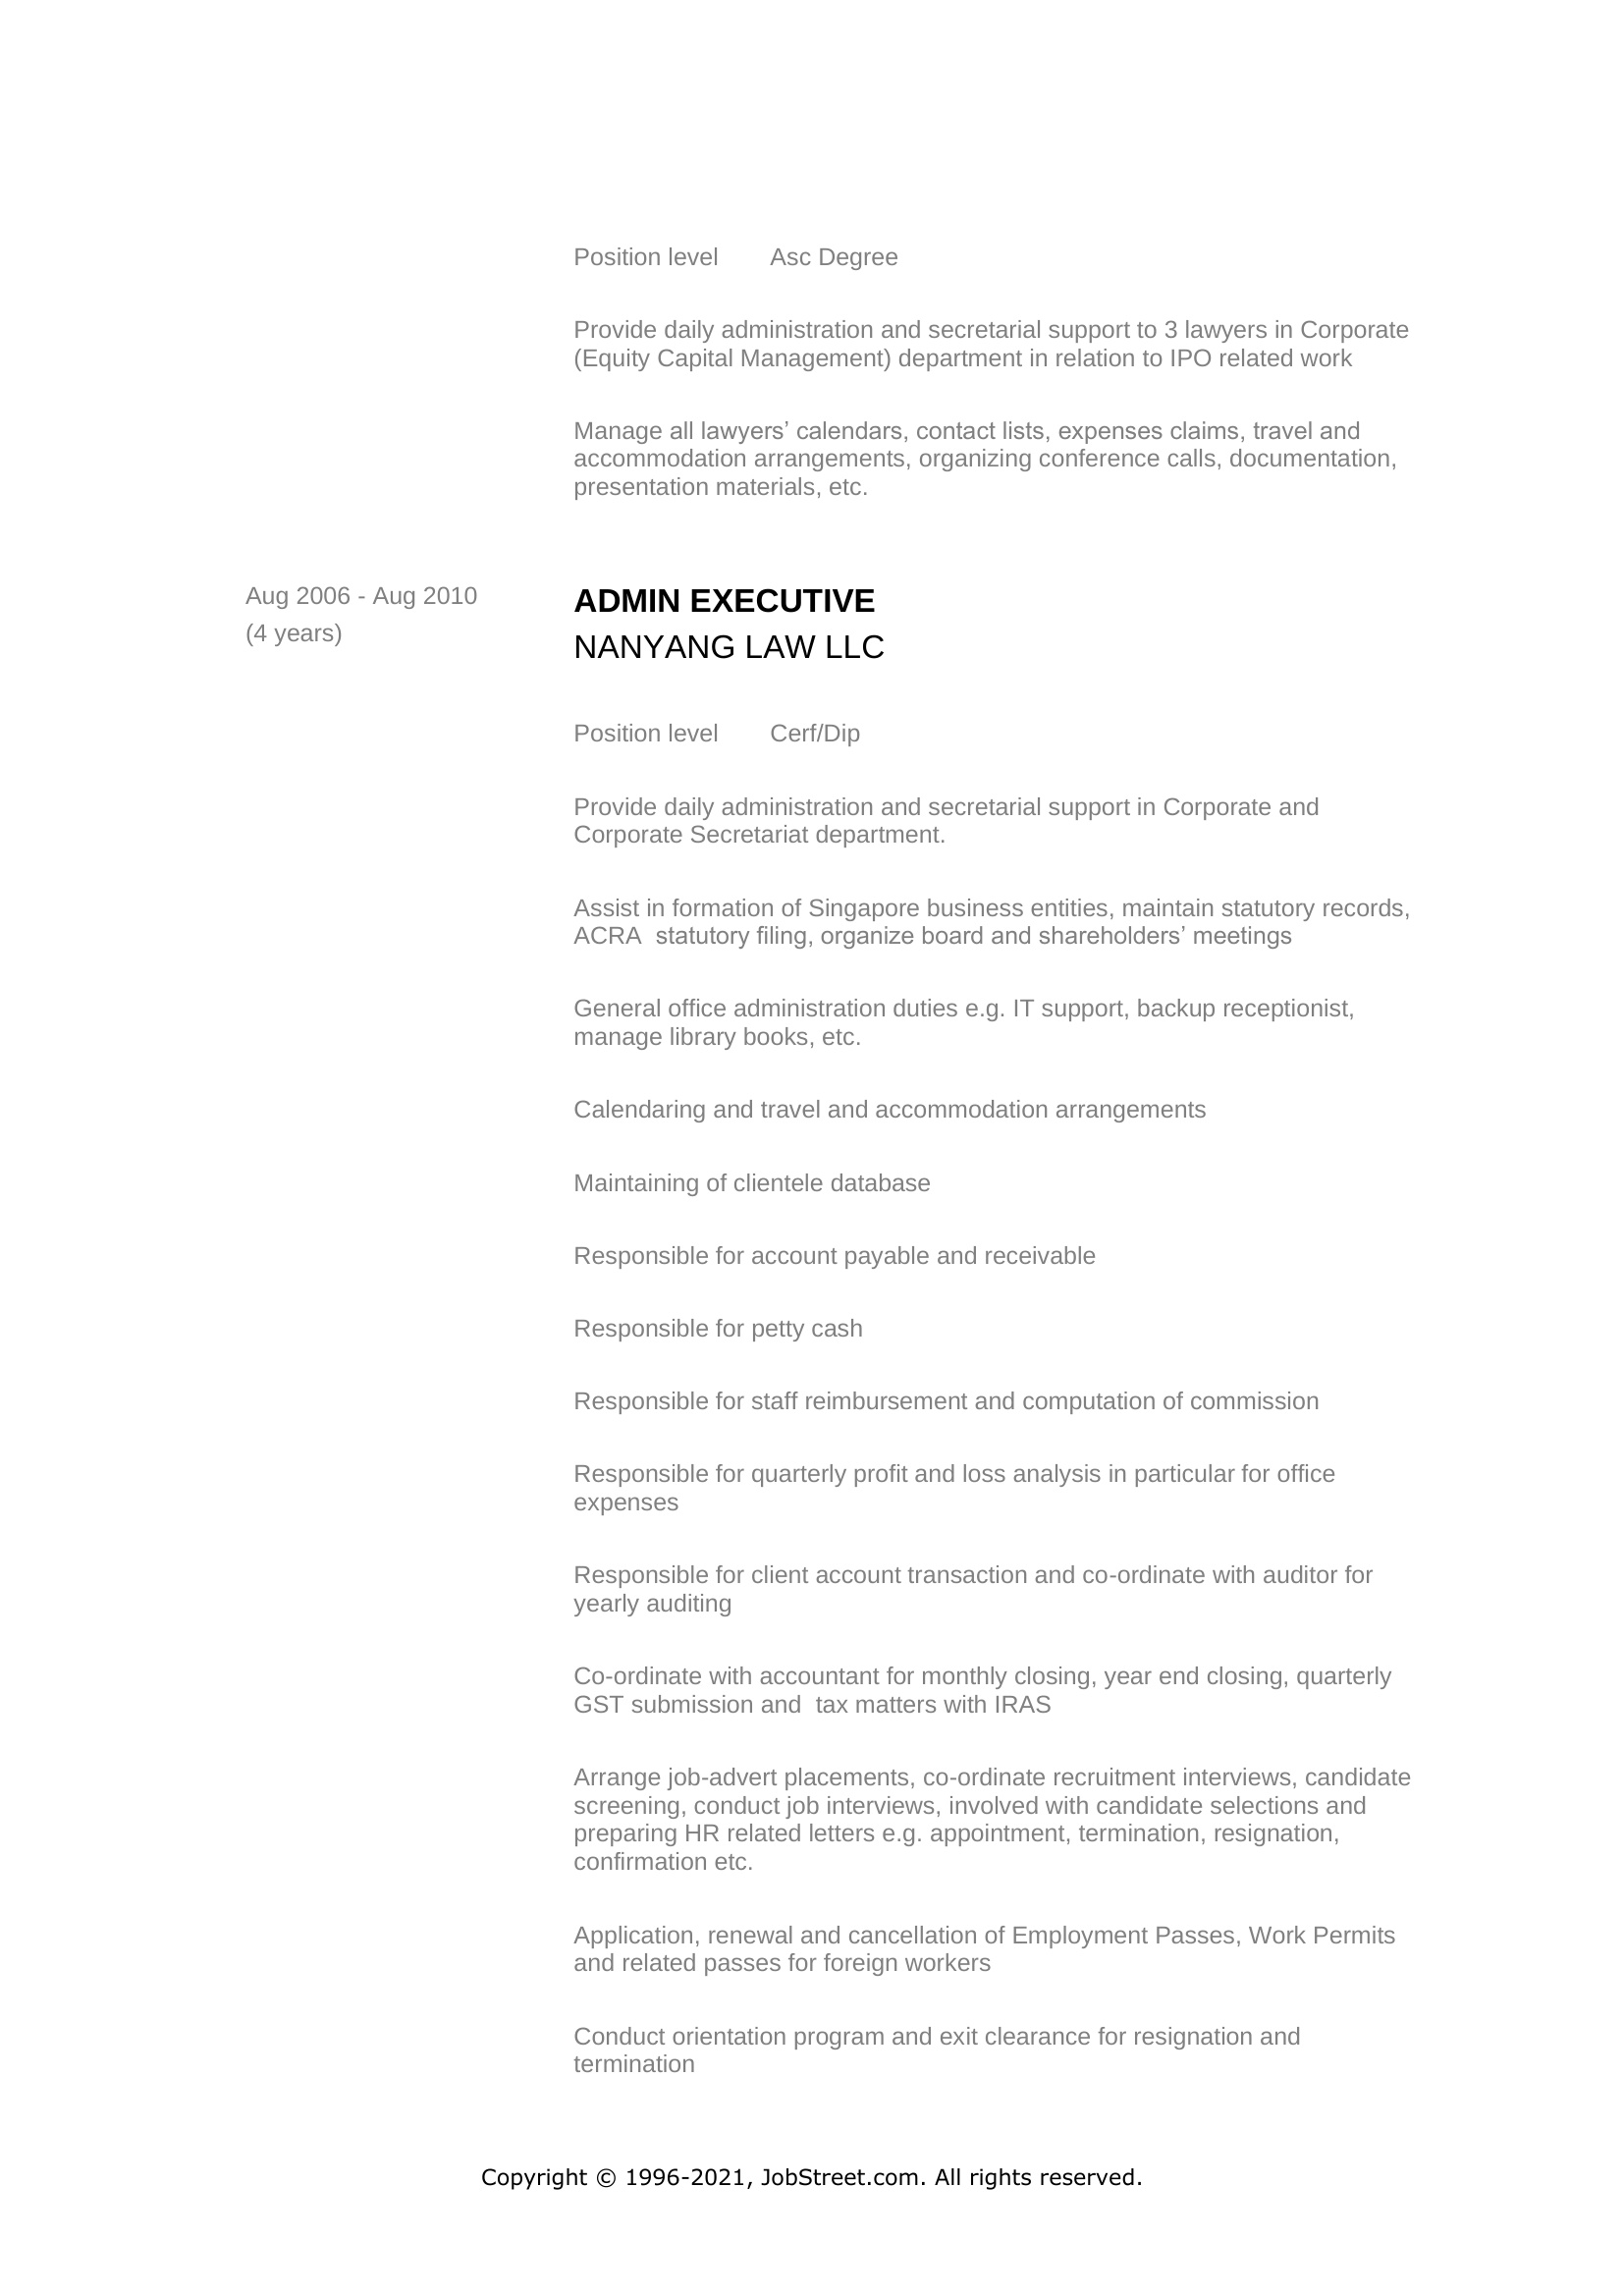 Position level Asc Degree
Provide daily administration and secretarial support to 3 lawyers in Corporate
(Equity Capital Management) department in relation to IPO related work
Manage all lawyers’ calendars, contact lists, expenses claims, travel and
accommodation arrangements, organizing conference calls, documentation,
presentation materials, etc.
Aug 2006 - Aug 2010
(4 years)
ADMIN EXECUTIVE
NANYANG LAW LLC
Position level Cerf/Dip
Provide daily administration and secretarial support in Corporate and
Corporate Secretariat department.
Assist in formation of Singapore business entities, maintain statutory records,
ACRA  statutory filing, organize board and shareholders’ meetings
General office administration duties e.g. IT support, backup receptionist,
manage library books, etc.
Calendaring and travel and accommodation arrangements
Maintaining of clientele database
Responsible for account payable and receivable
Responsible for petty cash
Responsible for staff reimbursement and computation of commission
Responsible for quarterly profit and loss analysis in particular for office
expenses
Responsible for client account transaction and co-ordinate with auditor for
yearly auditing
Co-ordinate with accountant for monthly closing, year end closing, quarterly
GST submission and  tax matters with IRAS
Arrange job-advert placements, co-ordinate recruitment interviews, candidate
screening, conduct job interviews, involved with candidate selections and
preparing HR related letters e.g. appointment, termination, resignation,
confirmation etc.
Application, renewal and cancellation of Employment Passes, Work Permits
and related passes for foreign workers
Conduct orientation program and exit clearance for resignation and
termination
Copyright © 1996-2021, JobStreet.com. All rights reserved.